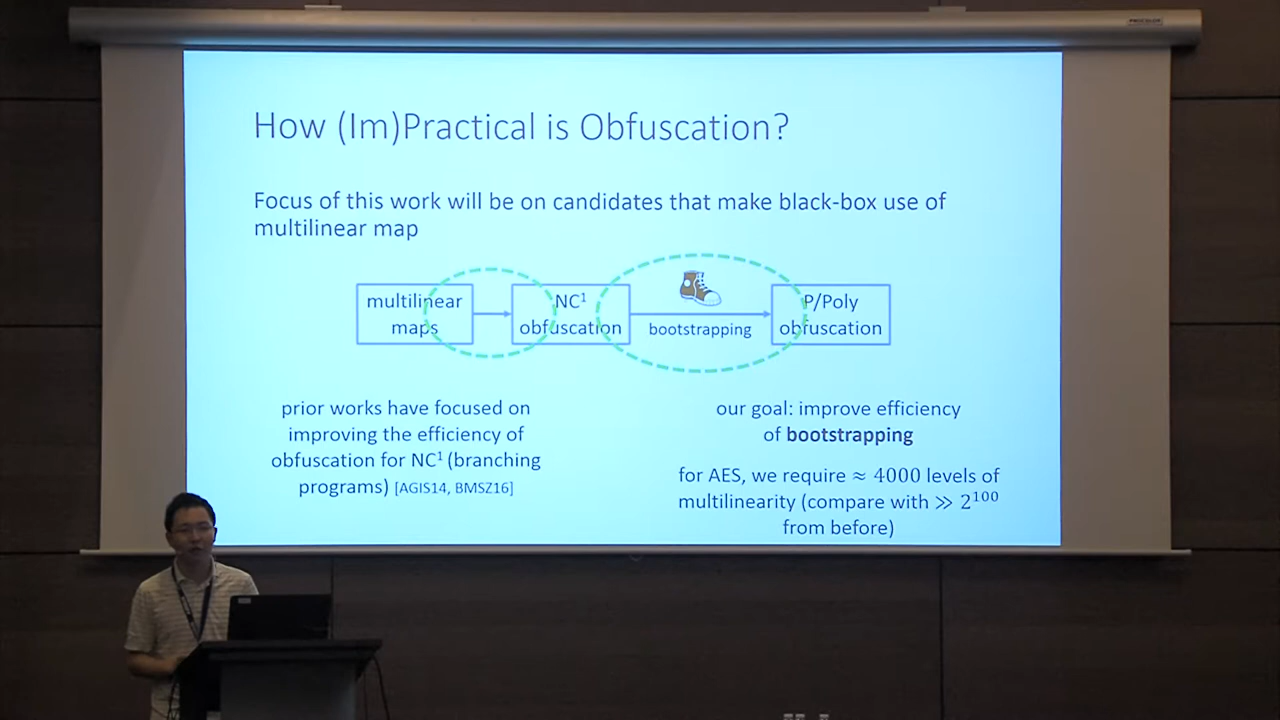 PROCOLOR
How (Im)Practical is Obfuscation?
Focus of this work will be on candidates that make black-box use of
multilinear map
multilinear
maps
NC¹
obfuscation
bootstrapping
P/Poly
obfuscation
prior works have focused on
improving the efficiency of
obfuscation for NC¹ (branching
programs) [AGIS14, BMSZ16]
our goal: improve efficiency
of bootstrapping
for AES, we require ≈ 4000 levels of
multilinearity (compare with ≫ 2¹⁰⁰
from before)